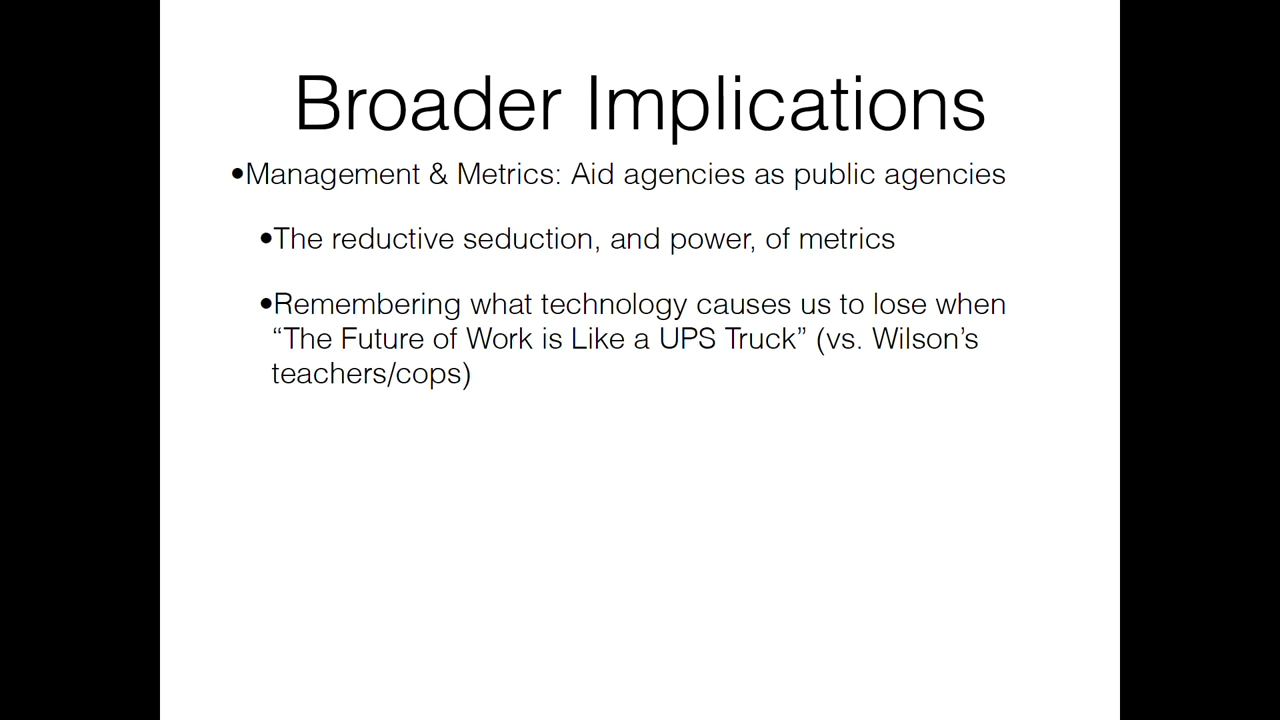 Broader Implications
•Management & Metrics: Aid agencies as public agencies
•The reductive seduction, and power, of metrics
•Remembering what technology causes us to lose when
“The Future of Work is Like a UPS Truck” (vs. Wilson’s
teachers/cops)